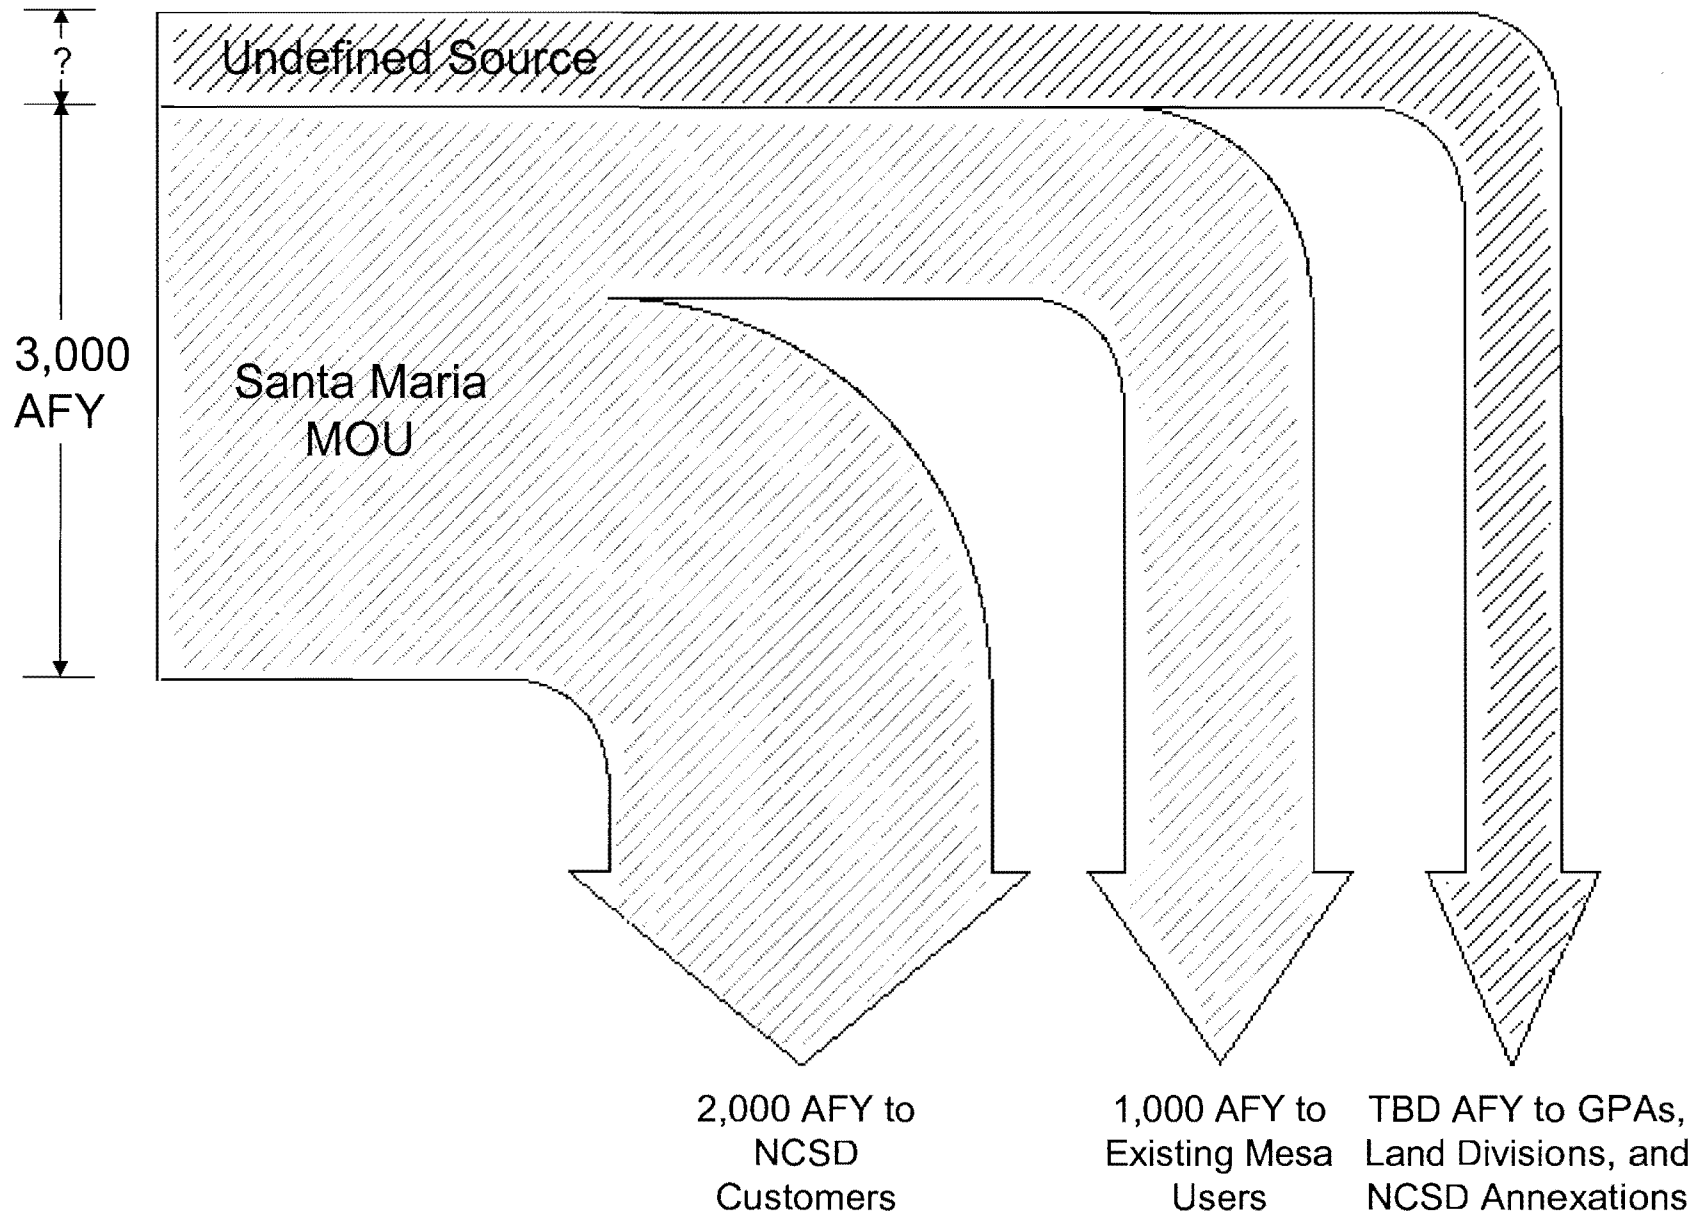 ?
Undefined Source
3,000
AFY
Santa Maria
MOU
2,000 AFY to
NCSD
Customers
1,000 AFY to
Existing Mesa
Users
TBD AFY to GPAs,
Land Divisions, and
NCSD Annexations